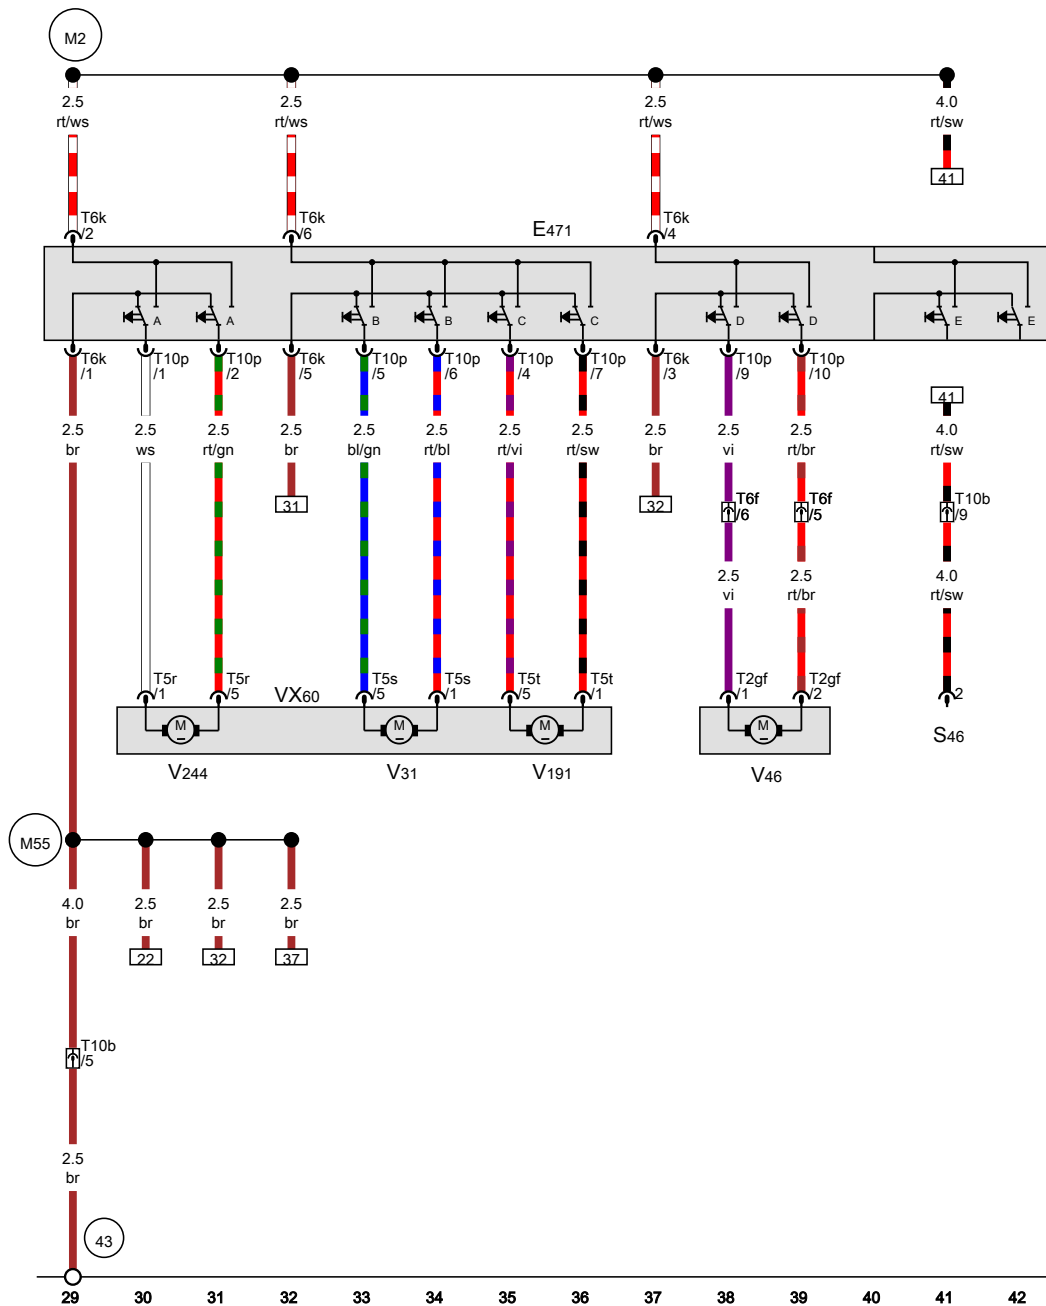 M2
2.5 2.5 2.5 4.0
rt/ws rt/ws rt/ws rt/sw
41
T6k T6k T6k
/2 /6 /4
E471
A A B B C C D D E E
T6k T10p T10p T6k T10p T10p T10p T10p T6k T10p T10p
/1 /1 /2 /5 /5 /6 /4 /7 /3 /9 /10
41
2.5 2.5 2.5 2.5 2.5 2.5 2.5 2.5 2.5 2.5 2.5 4.0
br ws rt/gn br bl/gn rt/bl rt/vi rt/sw br vi rt/br rt/sw
31 32
T6f T6f T10b
/6 /5 /9
2.5 2.5 4.0
vi rt/br rt/sw
T5r T5r T5s T5s T5t T5t T2gf T2gf
/1 /5 /5 /1 /5 /1 /1 /2 2
VX60
M M M M
S46
V244 V31 V191 V46
M55
4.0 2.5 2.5 2.5
br br br br
22 32 37
T10b
/5
2.5
br
43
29 30 31 32 33 34 35 36 37 38 39 40 41 42